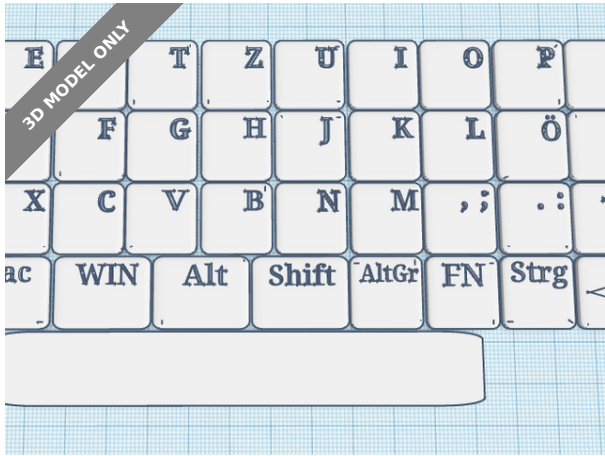 3D MODEL ONLY
E T Z U I O P
F G H J K L Ö
X C V B N M , ; . :
ac WIN Alt Shift AltGr FN Strg